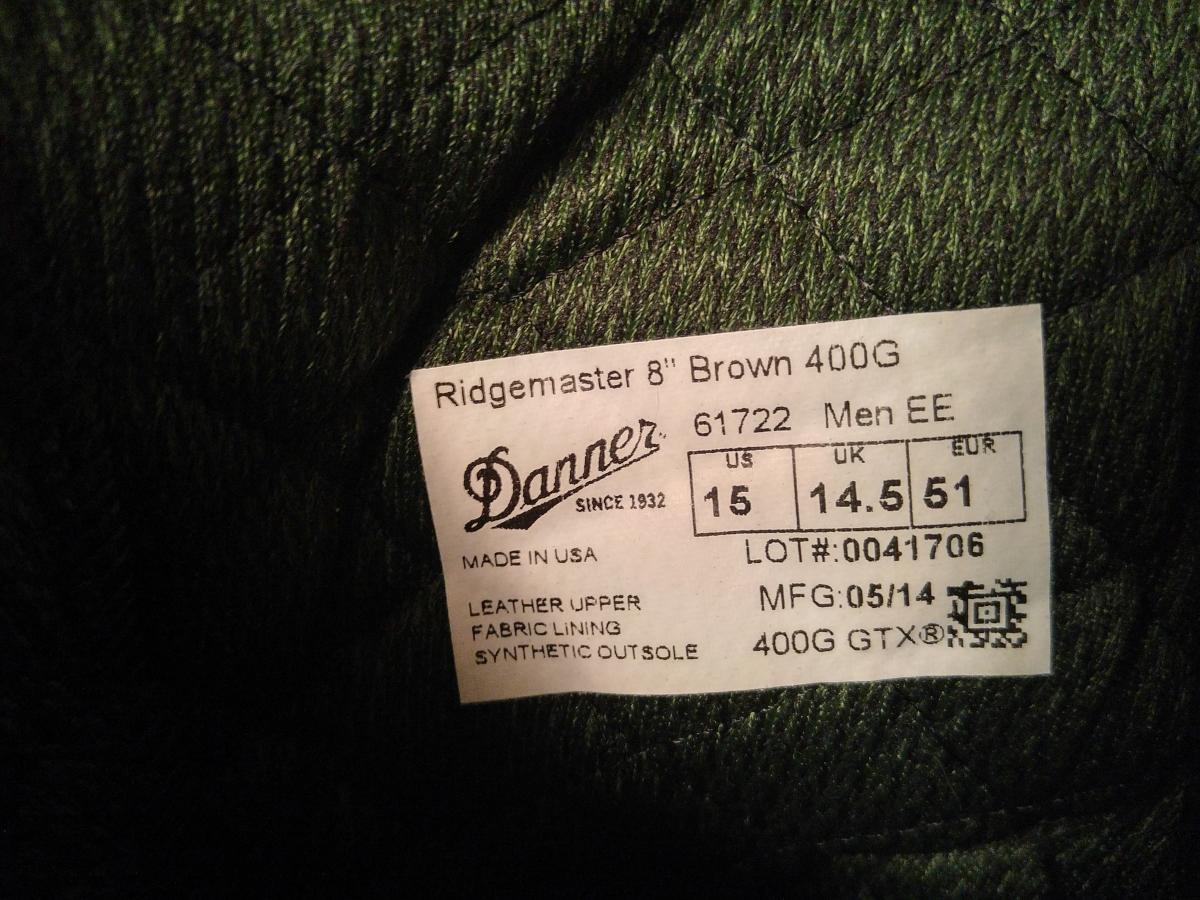 Ridgemaster 8" Brown 400G
61722 Men EE
Danner
SINCE 1932
US UK EUR
15 14.5 51
MADE IN USA
LOT#:0041706
LEATHER UPPER
FABRIC LINING
SYNTHETIC OUTSOLE
MFG:05/14
400G GTX®